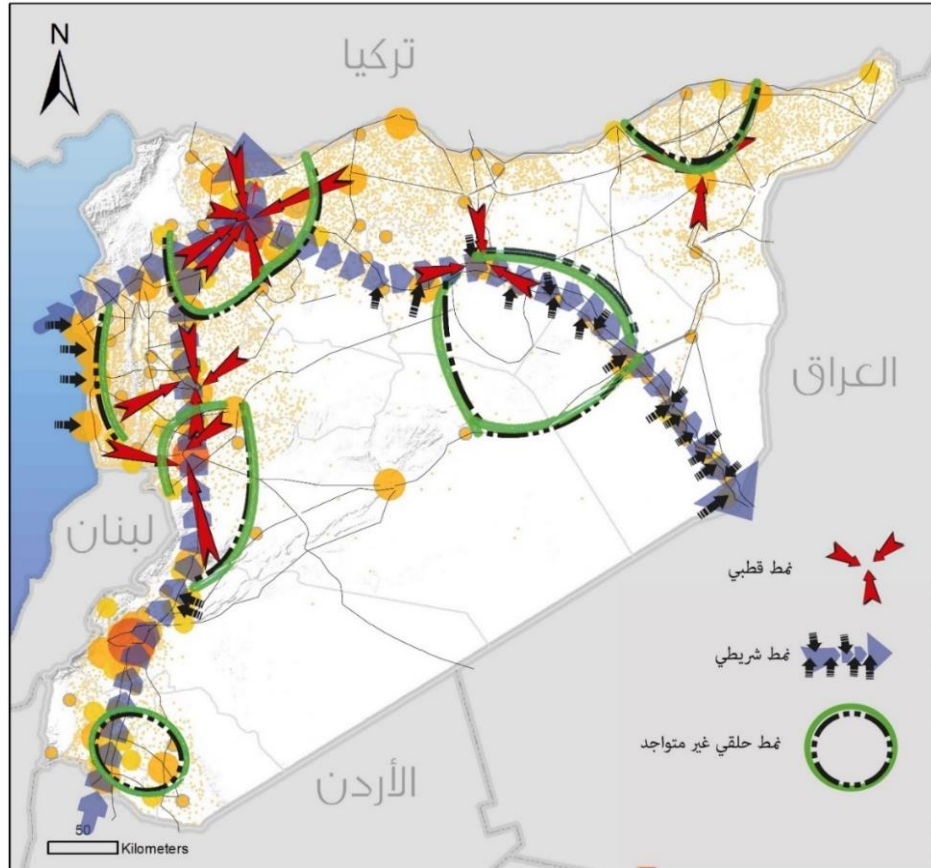 N
تركيا
العراق
لبنان
نمط قطبي
نمط شريطي
نمط حلقي غير متواجد
الأردن
50
Kilometers